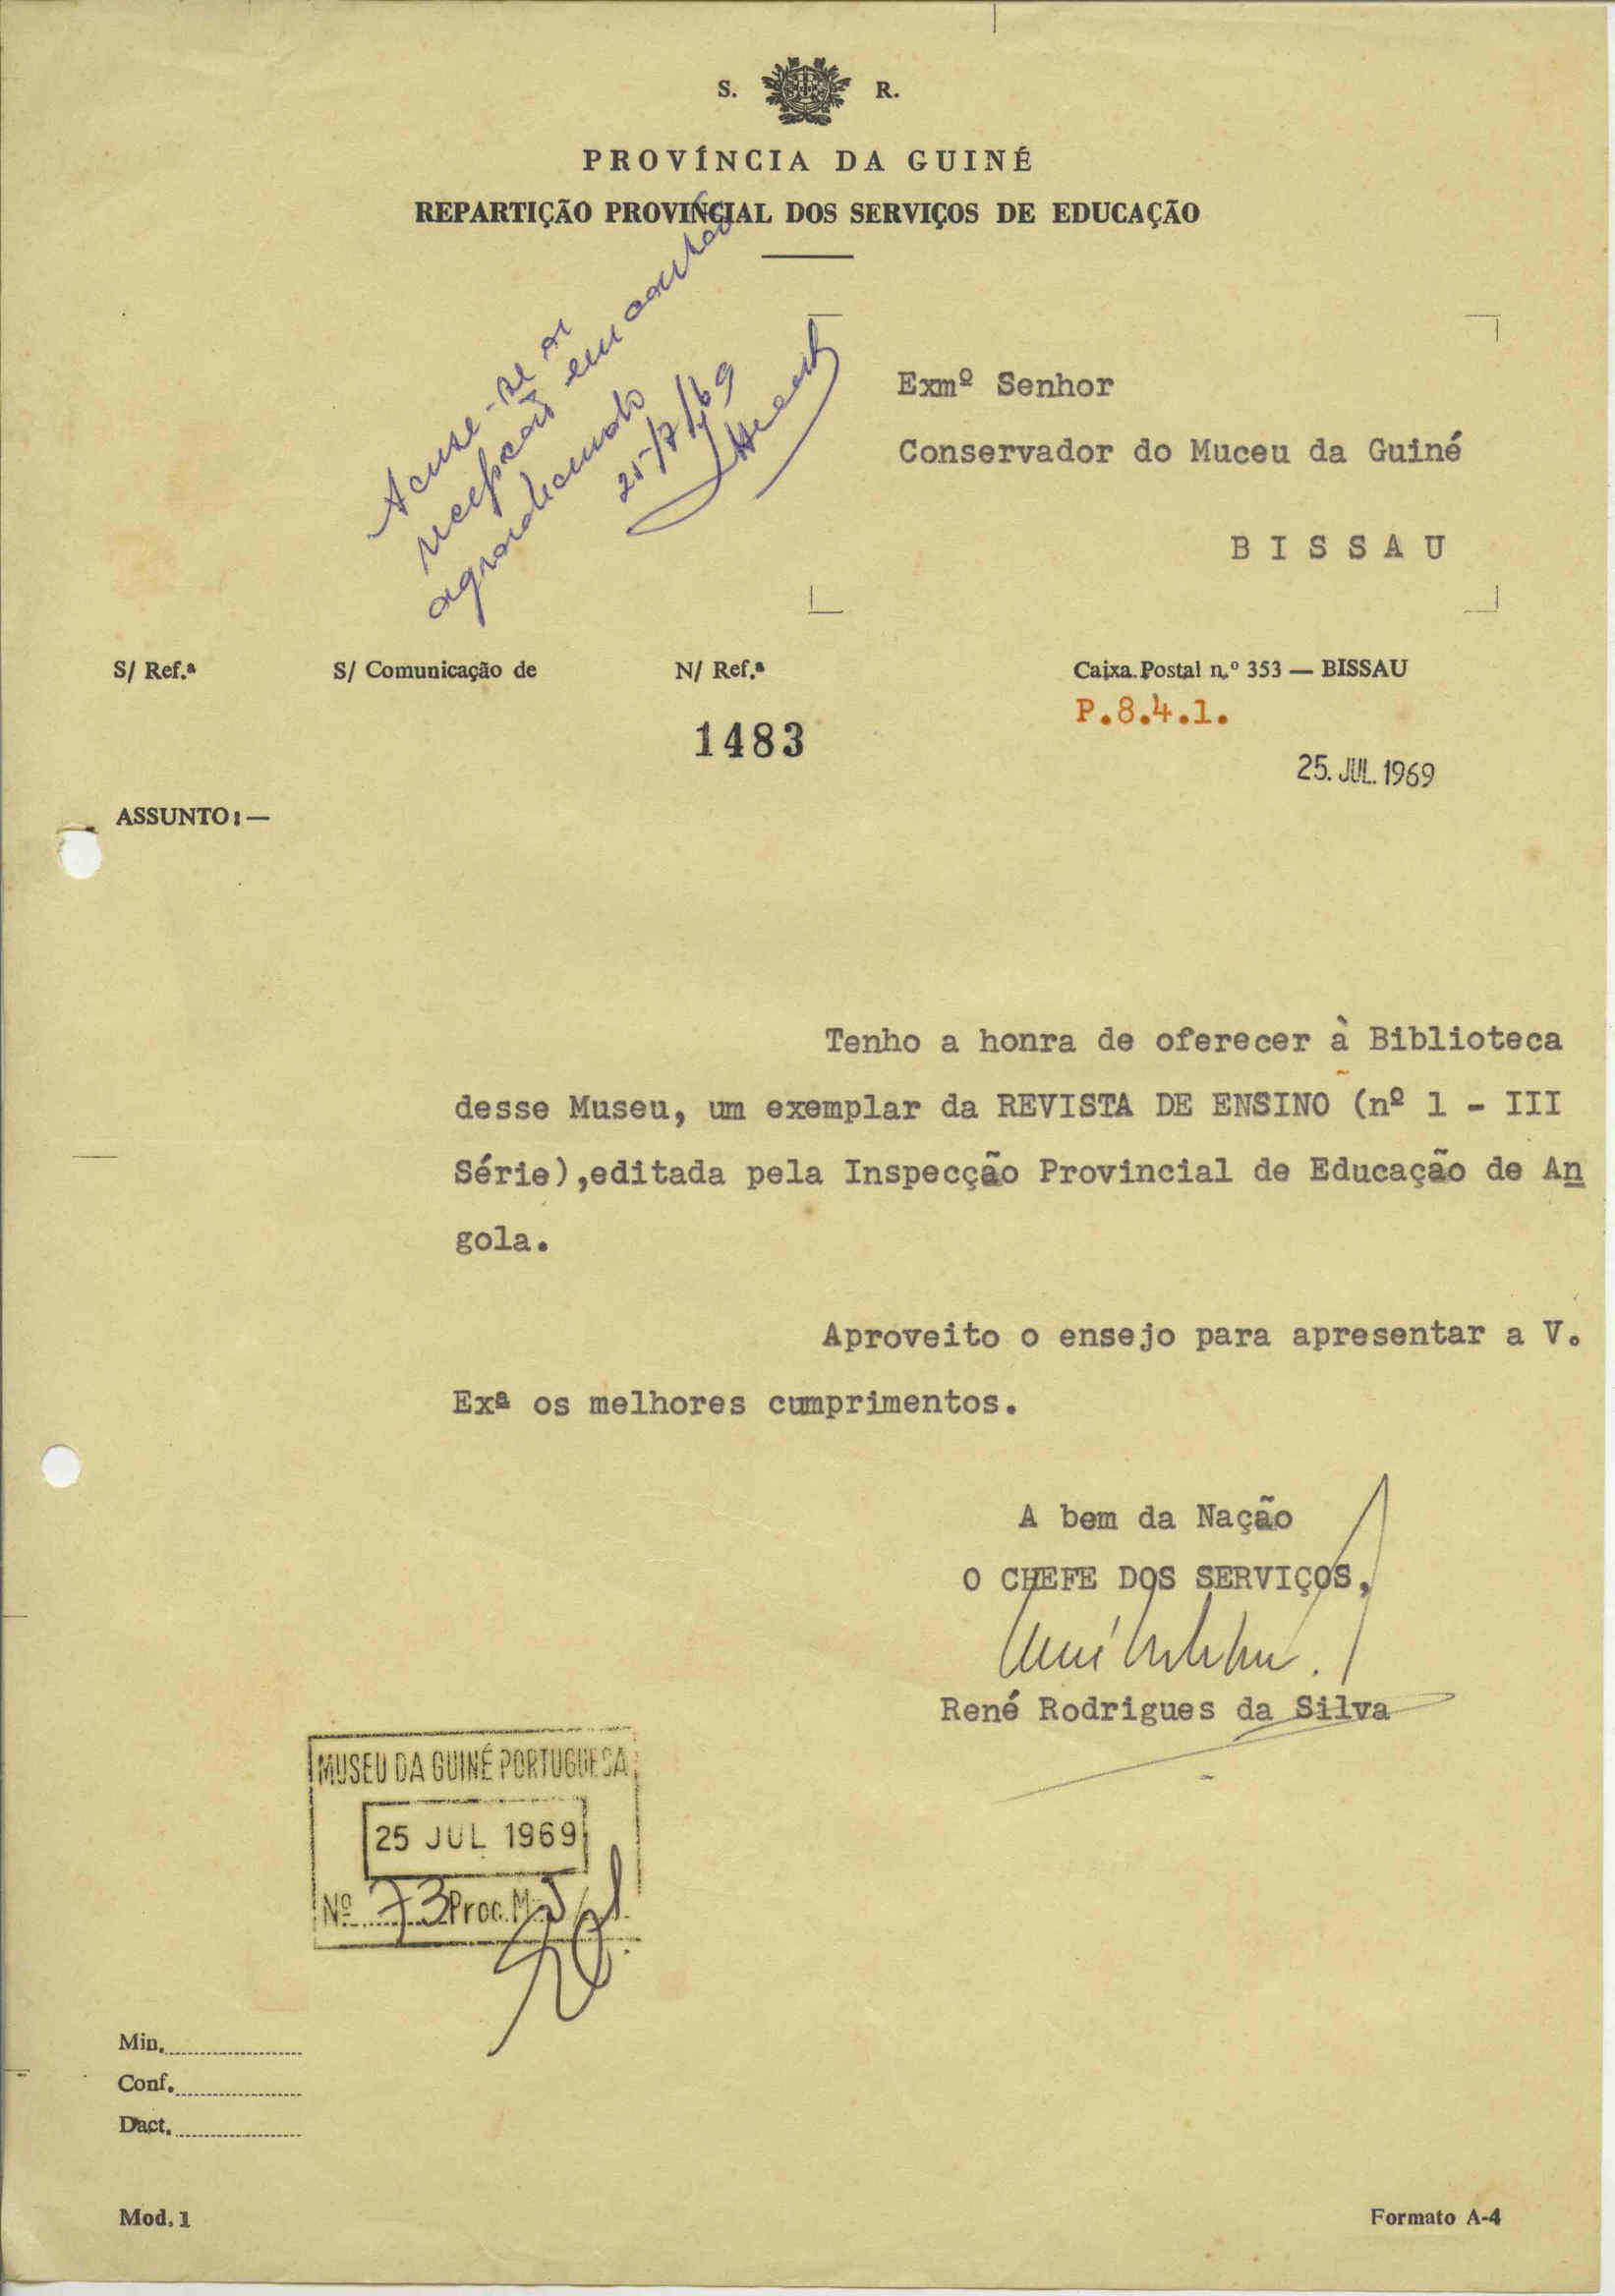 S. R.
PROVÍNCIA DA GUINÉ
REPARTIÇÃO PROVINCIAL DOS SERVIÇOS DE EDUCAÇÃO
Acuse-se a
recepção em cartão
agradecendo
25/7/69
Exmº Senhor
Conservador do Muceu da Guiné
BISSAU
S/ Ref.ª S/ Comunicação de N/ Ref.ª Caixa Postal n.º 353 — BISSAU
P.8.4.1.
1483
25. JUL. 1969
ASSUNTO: —
Tenho a honra de oferecer à Biblioteca
desse Museu, um exemplar da REVISTA DE ENSINO (nº 1 - III
Série),editada pela Inspecção Provincial de Educação de An
gola.
Aproveito o ensejo para apresentar a V.
Exª os melhores cumprimentos.
A bem da Nação
O CHEFE DOS SERVIÇOS,
René Rodrigues da Silva
MUSEU DA GUINÉ PORTUGUESA
25 JUL 1969
Nº 73 Proc. M
Min.
Conf.
Dact.
Mod. 1 Formato A-4